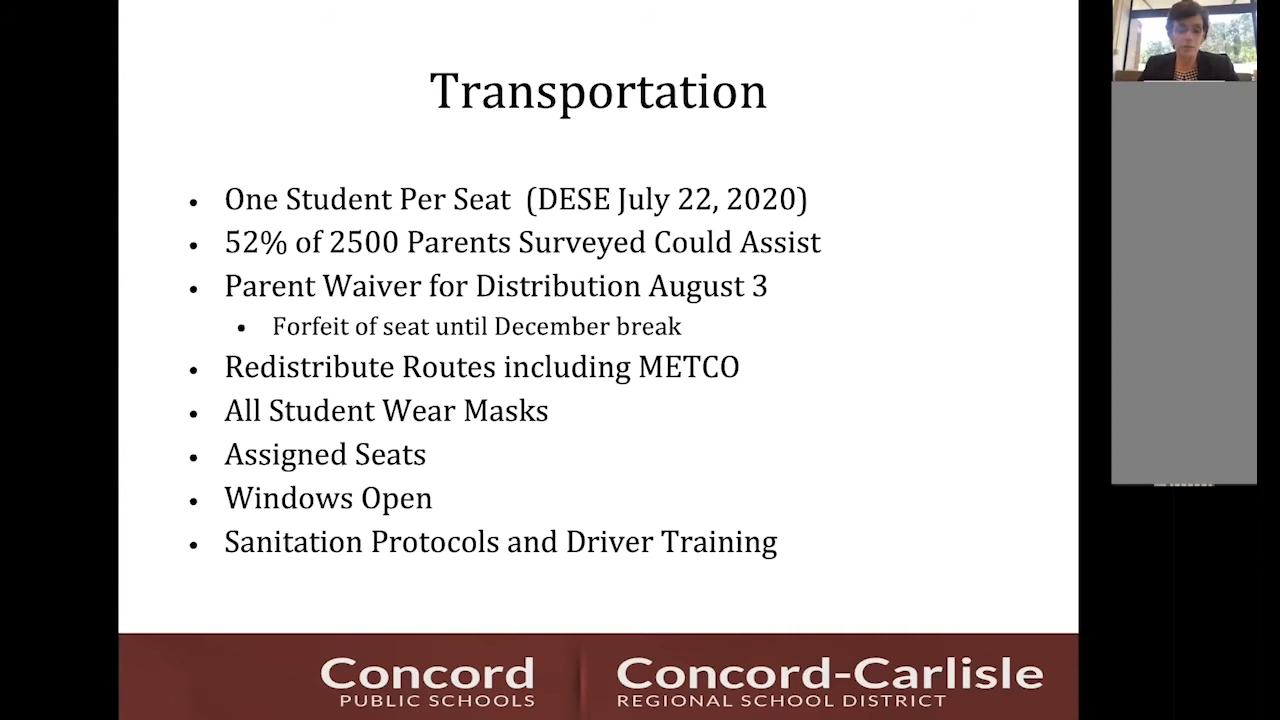 Transportation
• One Student Per Seat (DESE July 22, 2020)
• 52% of 2500 Parents Surveyed Could Assist
• Parent Waiver for Distribution August 3
• Forfeit of seat until December break
• Redistribute Routes including METCO
• All Student Wear Masks
• Assigned Seats
• Windows Open
• Sanitation Protocols and Driver Training
Concord
PUBLIC SCHOOLS
Concord-Carlisle
REGIONAL SCHOOL DISTRICT